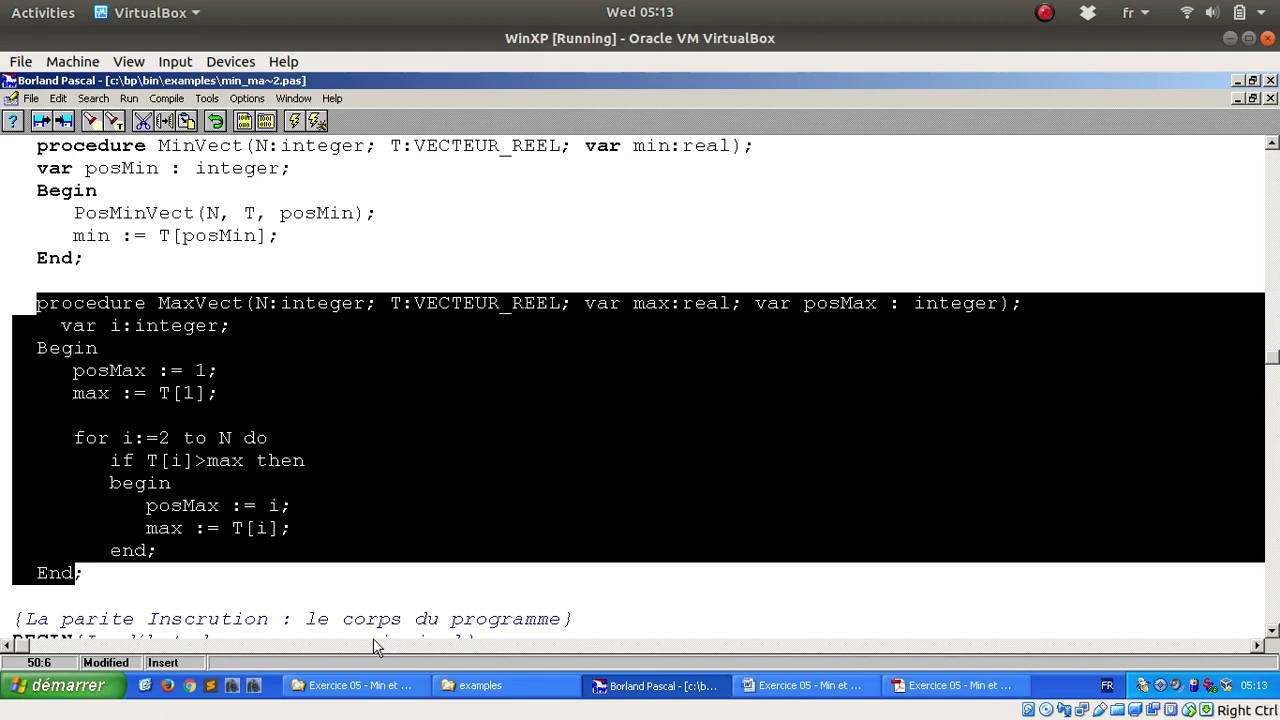 Activities VirtualBox Wed 05:13 fr
WinXP [Running] - Oracle VM VirtualBox
File Machine View Input Devices Help
Borland Pascal - [c:\bp\bin\examples\min_ma~2.pas]
File Edit Search Run Compile Tools Options Window Help
procedure MinVect(N:integer; T:VECTEUR_REEL; var min:real);
var posMin : integer;
Begin
PosMinVect(N, T, posMin);
min := T[posMin];
End;
procedure MaxVect(N:integer; T:VECTEUR_REEL; var max:real; var posMax : integer);
var i:integer;
Begin
posMax := 1;
max := T[1];
for i:=2 to N do
if T[i]>max then
begin
posMax := i;
max := T[i];
end;
End;
{La parite Inscrution : le corps du programme}
50:6 Modified Insert
démarrer Exercice 05 - Min et ... examples Borland Pascal - [c:\b... Exercice 05 - Min et ... Exercice 05 - Min et ... FR 05:13
Right Ctrl